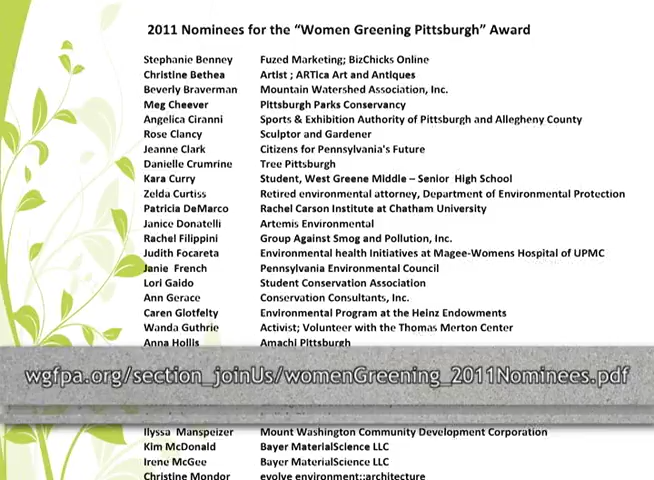 2011 Nominees for the “Women Greening Pittsburgh” Award
Stephanie Benney Fuzed Marketing; BizChicks Online
Christine Bethea Artist ; ARTica Art and Antiques
Beverly Braverman Mountain Watershed Association, Inc.
Meg Cheever Pittsburgh Parks Conservancy
Angelica Ciranni Sports & Exhibition Authority of Pittsburgh and Allegheny County
Rose Clancy Sculptor and Gardener
Jeanne Clark Citizens for Pennsylvania's Future
Danielle Crumrine Tree Pittsburgh
Kara Curry Student, West Greene Middle – Senior High School
Zelda Curtiss Retired environmental attorney, Department of Environmental Protection
Patricia DeMarco Rachel Carson Institute at Chatham University
Janice Donatelli Artemis Environmental
Rachel Filippini Group Against Smog and Pollution, Inc.
Judith Focareta Environmental health Initiatives at Magee-Womens Hospital of UPMC
Janie French Pennsylvania Environmental Council
Lori Gaido Student Conservation Association
Ann Gerace Conservation Consultants, Inc.
Caren Glotfelty Environmental Program at the Heinz Endowments
Wanda Guthrie Activist; Volunteer with the Thomas Merton Center
Anna Hollis Amachi Pittsburgh
wgfpa.org/section_joinUs/womenGreening_2011Nominees.pdf
Ilyssa Manspeizer Mount Washington Community Development Corporation
Kim McDonald Bayer MaterialScience LLC
Irene McGee Bayer MaterialScience LLC
Christine Mondor evolve environment::architecture